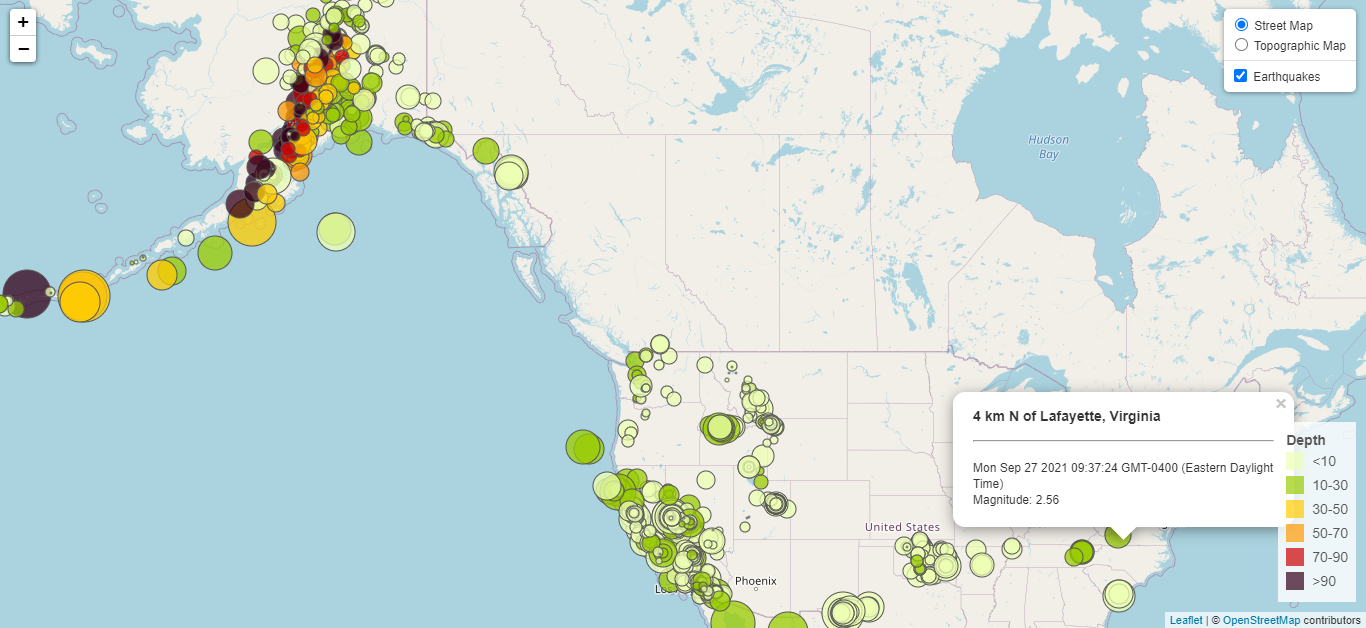 +
−
Street Map
Topographic Map
Earthquakes
Hudson
Bay
×
4 km N of Lafayette, Virginia
Mon Sep 27 2021 09:37:24 GMT-0400 (Eastern Daylight
Time)
Magnitude: 2.56
Depth
<10
10-30
30-50
50-70
70-90
>90
United States
Phoenix
Leaflet | © OpenStreetMap contributors